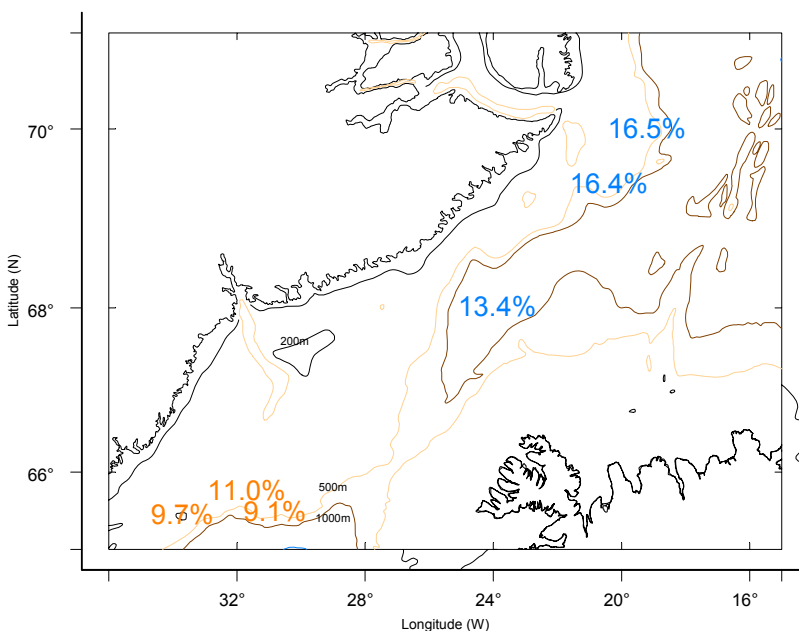 16.5%
70°
16.4%
68°
13.4%
200m
Latitude (N)
66°
500m
11.0%
9.7%
9.1%
1000m
32°
28°
24°
20°
16°
Longitude (W)